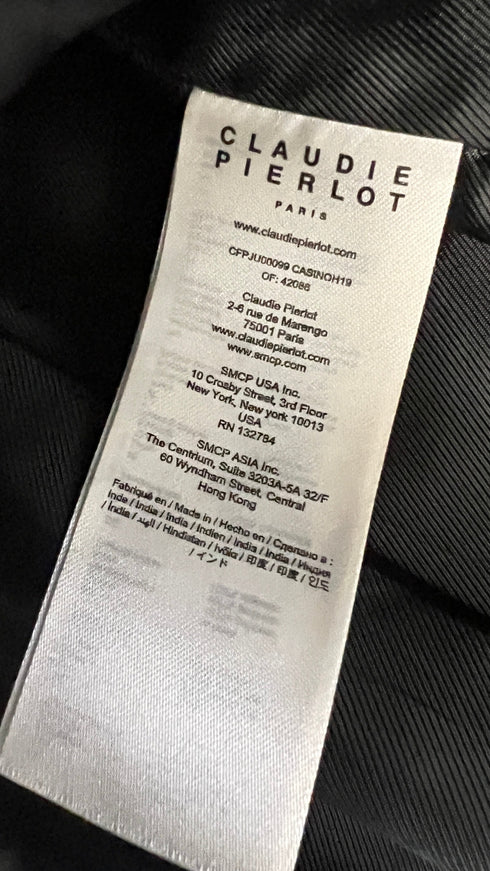 CLAUDIE
PIERLOT
PARIS
www.claudiepierlot.com
CFPJU00099 CASINOH19
OF: 42086
Claudie Pierlot
2-6 rue de Marengo
75001 Paris
www.claudiepierlot.com
www.smcp.com
SMCP USA Inc.
10 Crosby Street, 3rd Floor
New York, New york 10013
USA
RN 132784
SMCP ASIA Inc.
The Centrium, Suite 3203A-5A 32/F
60 Wyndham Street, Central
Hong Kong
Fabriqué en / Made in / Hecho en / Сделано в :
Inde / India / India / Indien / India / India / Индия
/ India / الهند / Hindistan / Ινδία / 印度 / 印度 / 인도
/ インド